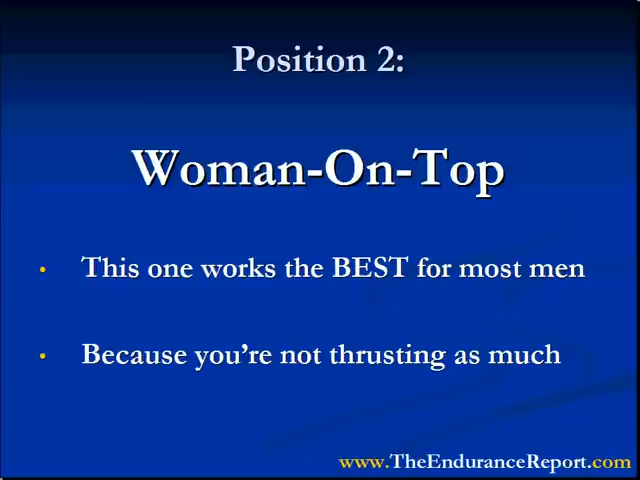 Position 2:
Woman-On-Top
• This one works the BEST for most men
• Because you're not thrusting as much
www.TheEnduranceReport.com